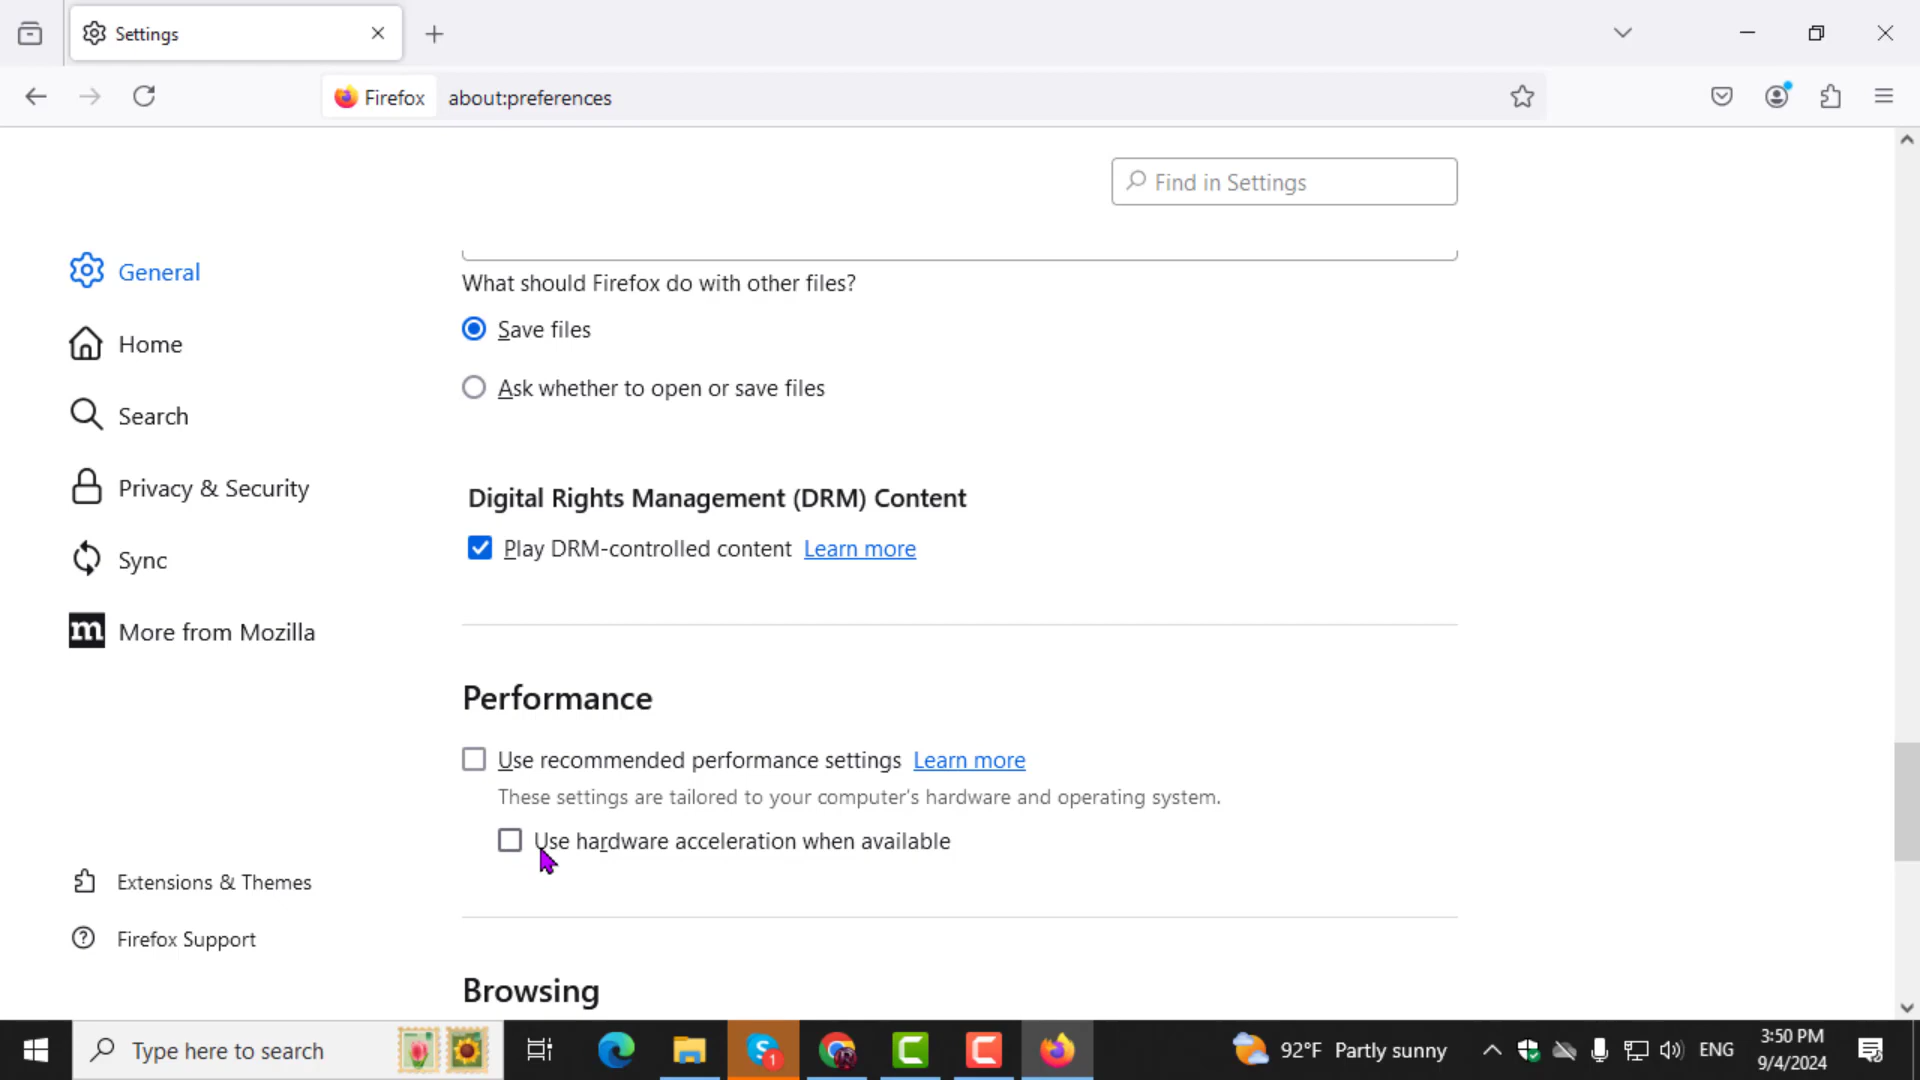 Settings
Firefox
about:preferences
Find in Settings
General
Home
Search
Privacy & Security
Sync
More from Mozilla
Extensions & Themes
Firefox Support
What should Firefox do with other files?
Save files
Ask whether to open or save files
Digital Rights Management (DRM) Content
Play DRM-controlled content Learn more
Performance
Use recommended performance settings Learn more
These settings are tailored to your computer's hardware and operating system.
Use hardware acceleration when available
Browsing
Type here to search
1
92°F Partly sunny
ENG
3:50 PM
9/4/2024